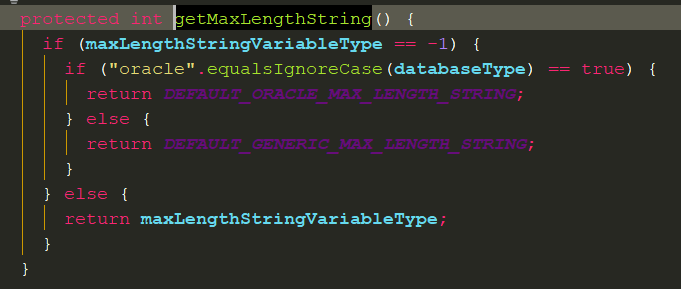 protected int getMaxLengthString() {
if (maxLengthStringVariableType == -1) {
if ("oracle".equalsIgnoreCase(databaseType) == true) {
return DEFAULT_ORACLE_MAX_LENGTH_STRING;
} else {
return DEFAULT_GENERIC_MAX_LENGTH_STRING;
}
} else {
return maxLengthStringVariableType;
}
}